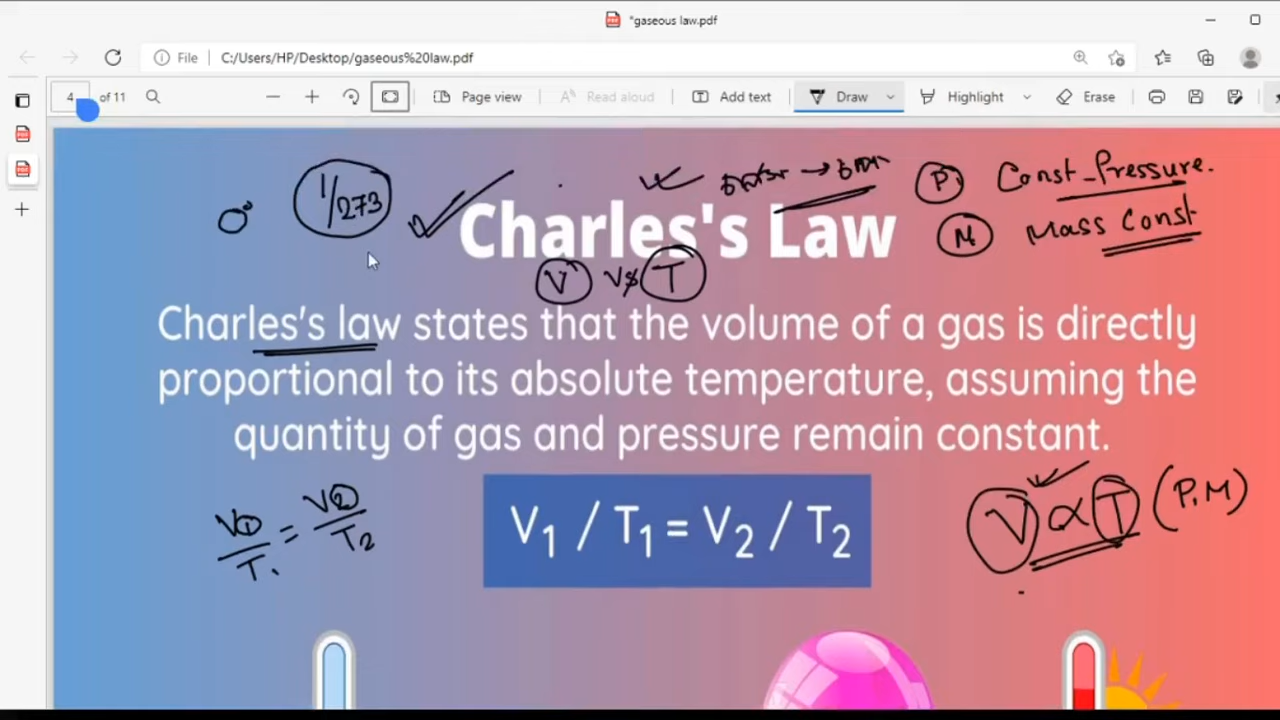 *gaseous law.pdf
File C:/Users/HP/Desktop/gaseous%20law.pdf
4 of 11 Page view Read aloud Add text Draw Highlight Erase
0° 1/273
P Const Pressure.
M Mass Const
Charles's Law
V Vs T
Charles's law states that the volume of a gas is directly
proportional to its absolute temperature, assuming the
quantity of gas and pressure remain constant.
V1/T1 = V2/T2
V₁ / T₁ = V₂ / T₂
V ∝ T (P, M)